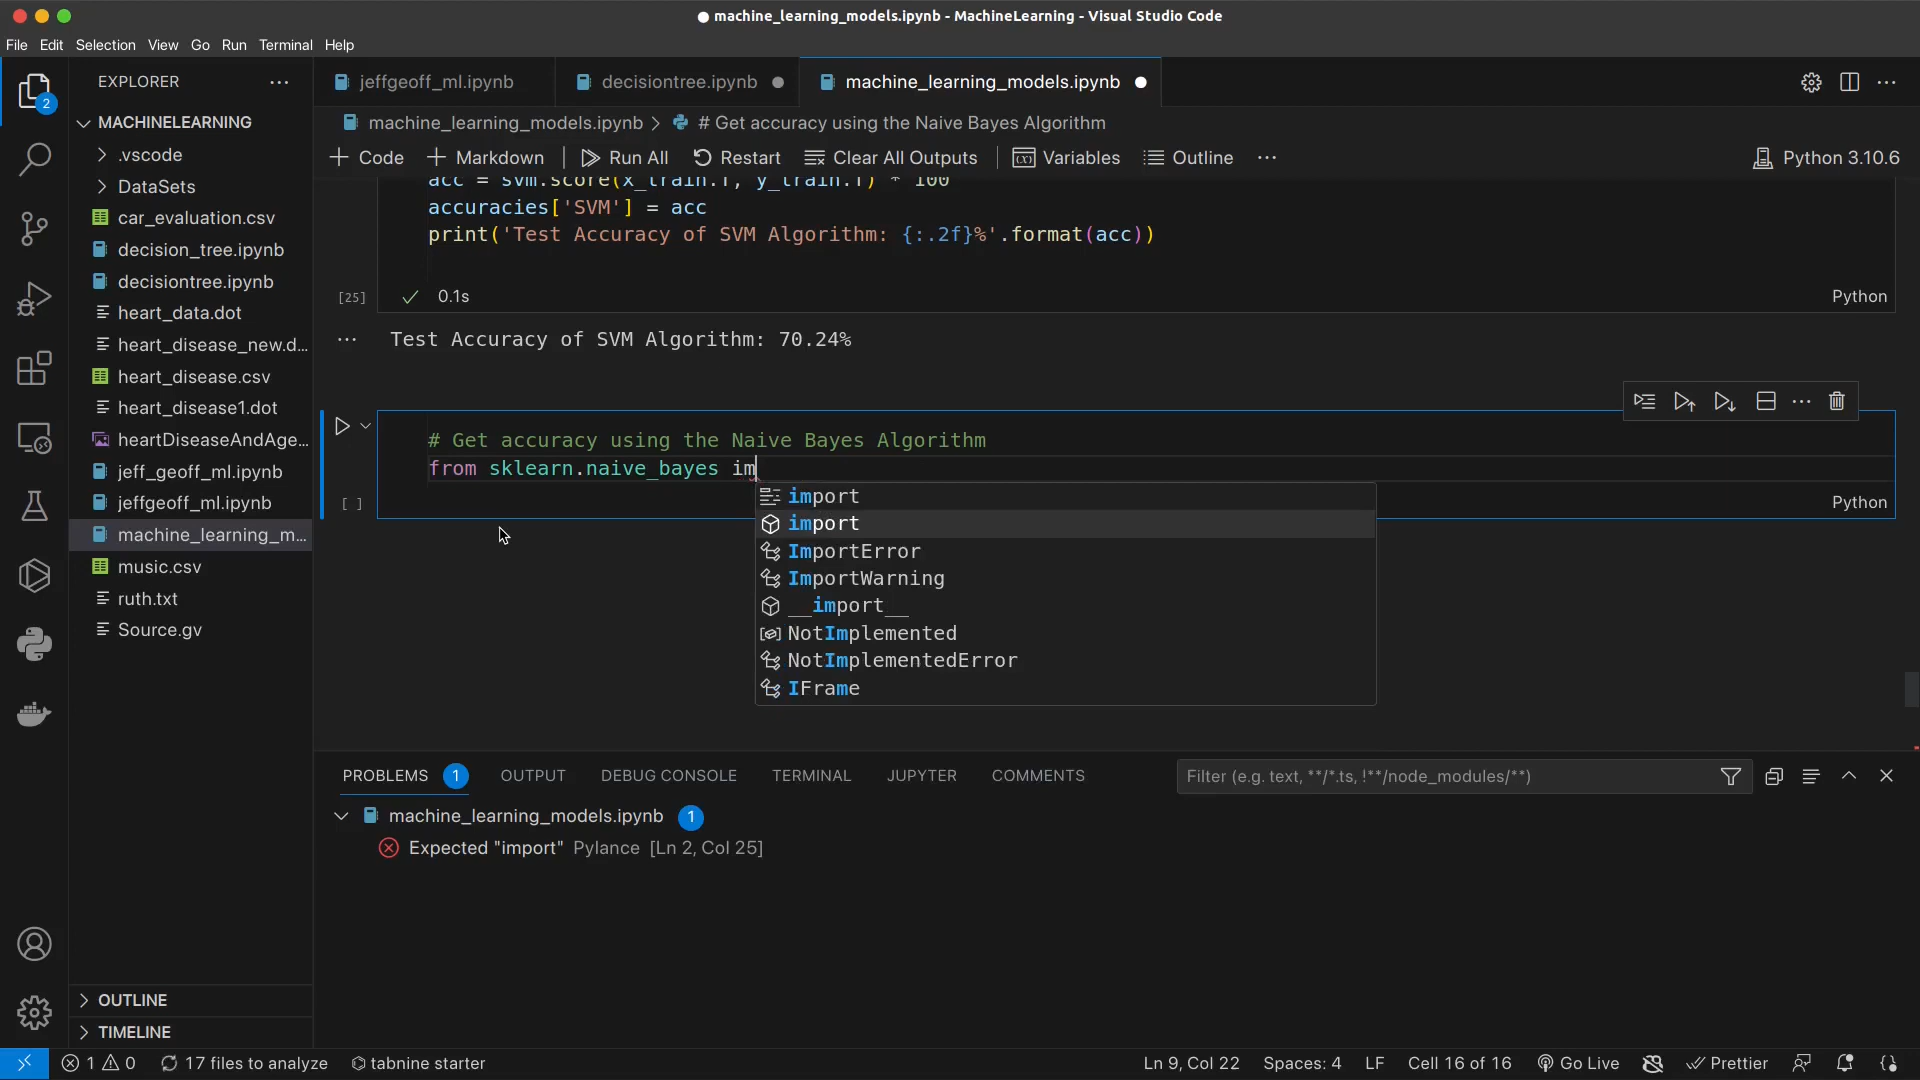 machine_learning_models.ipynb - MachineLearning - Visual Studio Code
File Edit Selection View Go Run Terminal Help
EXPLORER
jeffgeoff_ml.ipynb
decisiontree.ipynb
machine_learning_models.ipynb
2
MACHINELEARNING
.vscode
DataSets
car_evaluation.csv
decision_tree.ipynb
decisiontree.ipynb
heart_data.dot
heart_disease_new.d...
heart_disease.csv
heart_disease1.dot
heartDiseaseAndAge...
jeff_geoff_ml.ipynb
jeffgeoff_ml.ipynb
machine_learning_m...
music.csv
ruth.txt
Source.gv
OUTLINE
TIMELINE
machine_learning_models.ipynb > # Get accuracy using the Naive Bayes Algorithm
+ Code + Markdown Run All Restart Clear All Outputs Variables Outline ... Python 3.10.6
acc = svm.score(x_train.T, y_train.T) * 100
accuracies['SVM'] = acc
print('Test Accuracy of SVM Algorithm: {:.2f}%'.format(acc))
[25] 0.1s Python
Test Accuracy of SVM Algorithm: 70.24%
# Get accuracy using the Naive Bayes Algorithm
from sklearn.naive_bayes im
[ ] Python
import
import
ImportError
ImportWarning
__import__
NotImplemented
NotImplementedError
IFrame
PROBLEMS 1 OUTPUT DEBUG CONSOLE TERMINAL JUPYTER COMMENTS Filter (e.g. text, **/*.ts, !**/node_modules/**)
machine_learning_models.ipynb 1
Expected "import" Pylance [Ln 2, Col 25]
1 0 17 files to analyze tabnine starter Ln 9, Col 22 Spaces: 4 LF Cell 16 of 16 Go Live Prettier